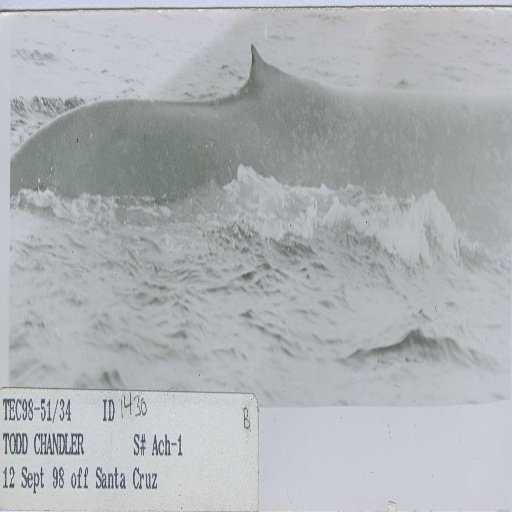 TEC98-51/34 ID 1430 B
TODD CHANDLER S# Ach-1
12 Sept 98 off Santa Cruz